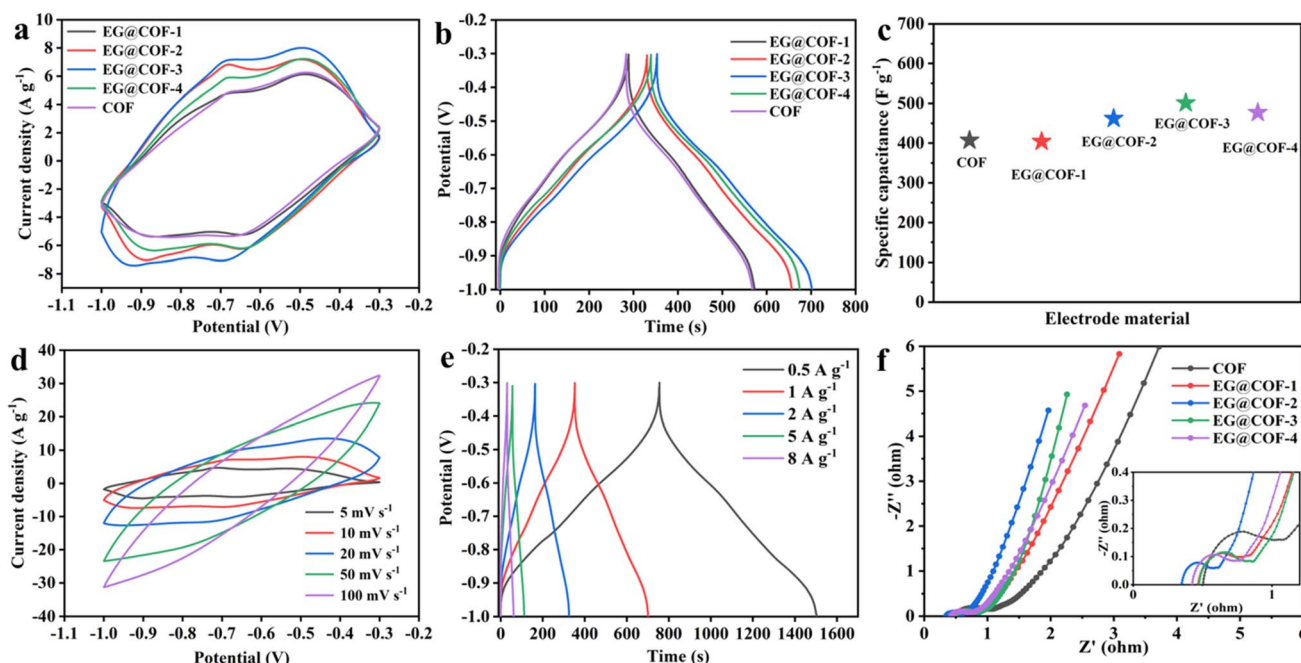 a
EG@COF-1
EG@COF-2
EG@COF-3
EG@COF-4
COF
Current density (A g-1)
10
8
6
4
2
0
-2
-4
-6
-8
-1.1 -1.0 -0.9 -0.8 -0.7 -0.6 -0.5 -0.4 -0.3 -0.2
Potential (V)
b
EG@COF-1
EG@COF-2
EG@COF-3
EG@COF-4
COF
Potential (V)
-0.2
-0.3
-0.4
-0.5
-0.6
-0.7
-0.8
-0.9
-1.0
0 100 200 300 400 500 600 700 800
Time (s)
c
Specific capacitance (F g-1)
700
600
500
400
300
200
100
0
COF
EG@COF-1
EG@COF-2
EG@COF-3
EG@COF-4
Electrode material
d
Current density (A g-1)
40
30
20
10
0
-10
-20
-30
-40
5 mV s-1
10 mV s-1
20 mV s-1
50 mV s-1
100 mV s-1
-1.1 -1.0 -0.9 -0.8 -0.7 -0.6 -0.5 -0.4 -0.3 -0.2
Potential (V)
e
0.5 A g-1
1 A g-1
2 A g-1
5 A g-1
8 A g-1
Potential (V)
-0.2
-0.3
-0.4
-0.5
-0.6
-0.7
-0.8
-0.9
-1.0
0 200 400 600 800 1000 1200 1400 1600
Time (s)
f
COF
EG@COF-1
EG@COF-2
EG@COF-3
EG@COF-4
-Z'' (ohm)
6
5
4
3
2
1
0
0 1 2 3 4 5 6
Z' (ohm)
-Z'' (ohm)
0.4
0.3
0.2
0.1
0.0
1
Z' (ohm)